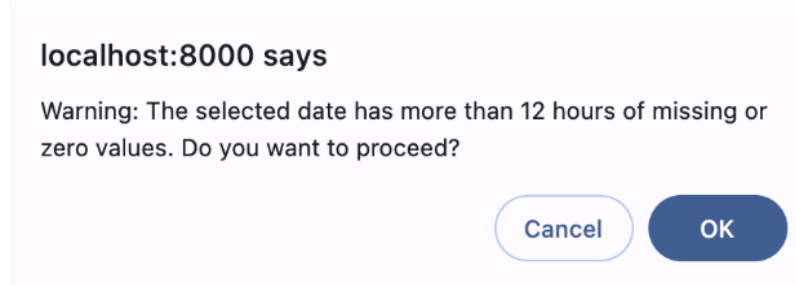 localhost:8000 says
Warning: The selected date has more than 12 hours of missing or
zero values. Do you want to proceed?
Cancel OK